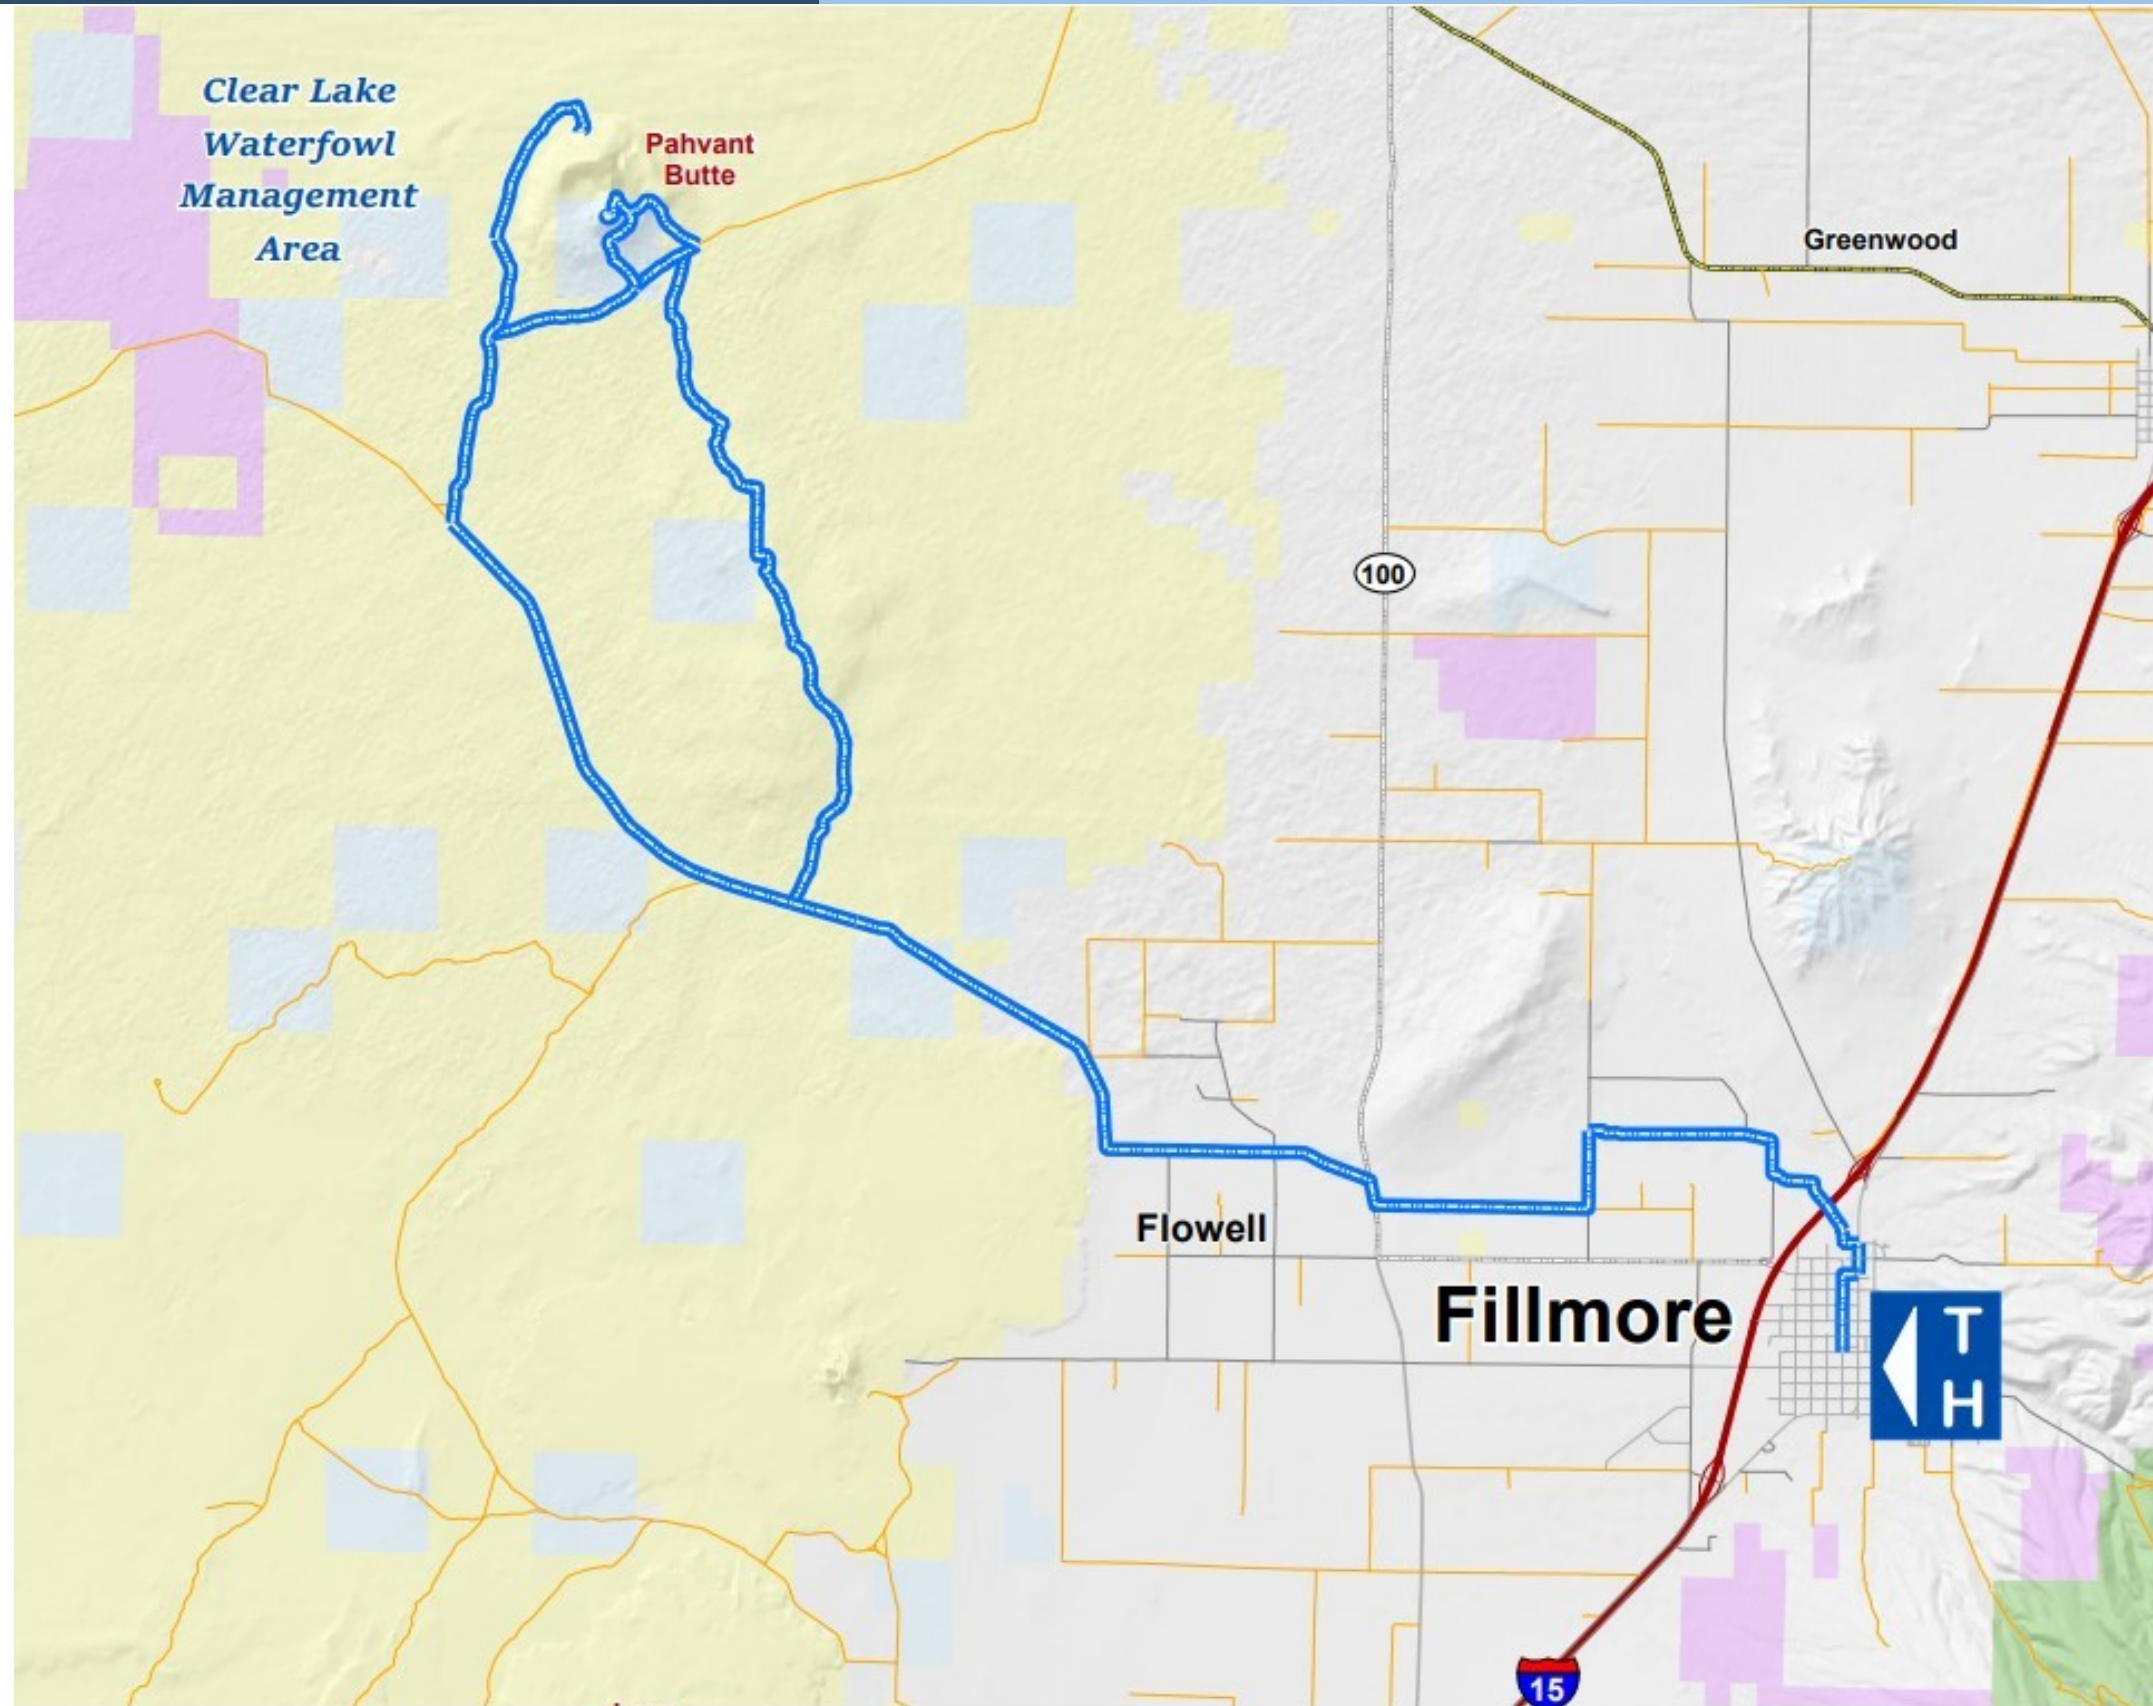 Clear Lake
Waterfowl
Management
Area
Pahvant
Butte
Greenwood
100
Flowell
Fillmore
T
H
15